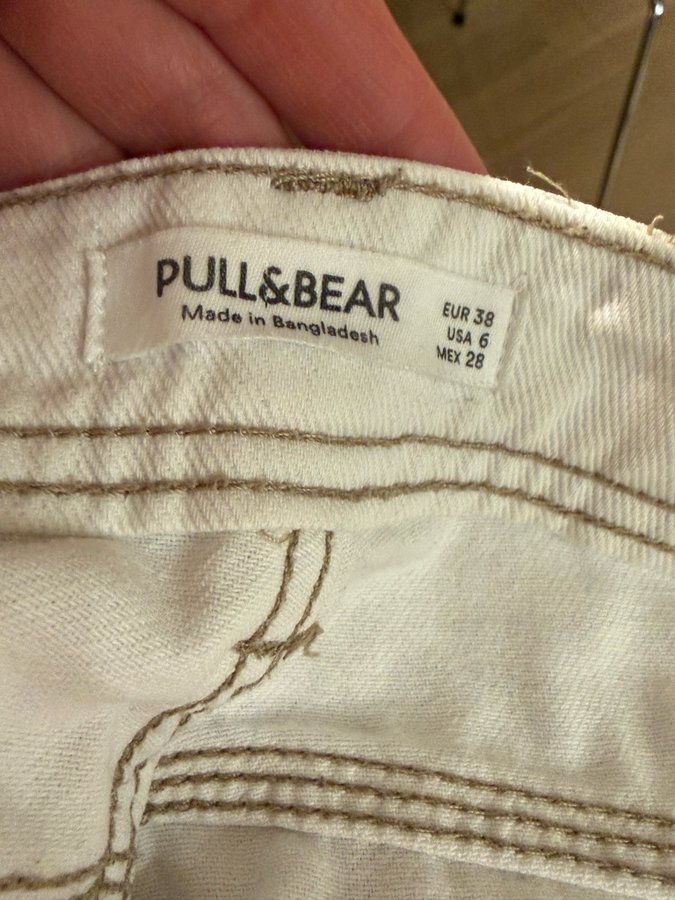 PULL&BEAR
Made in Bangladesh
EUR 38
USA 6
MEX 28